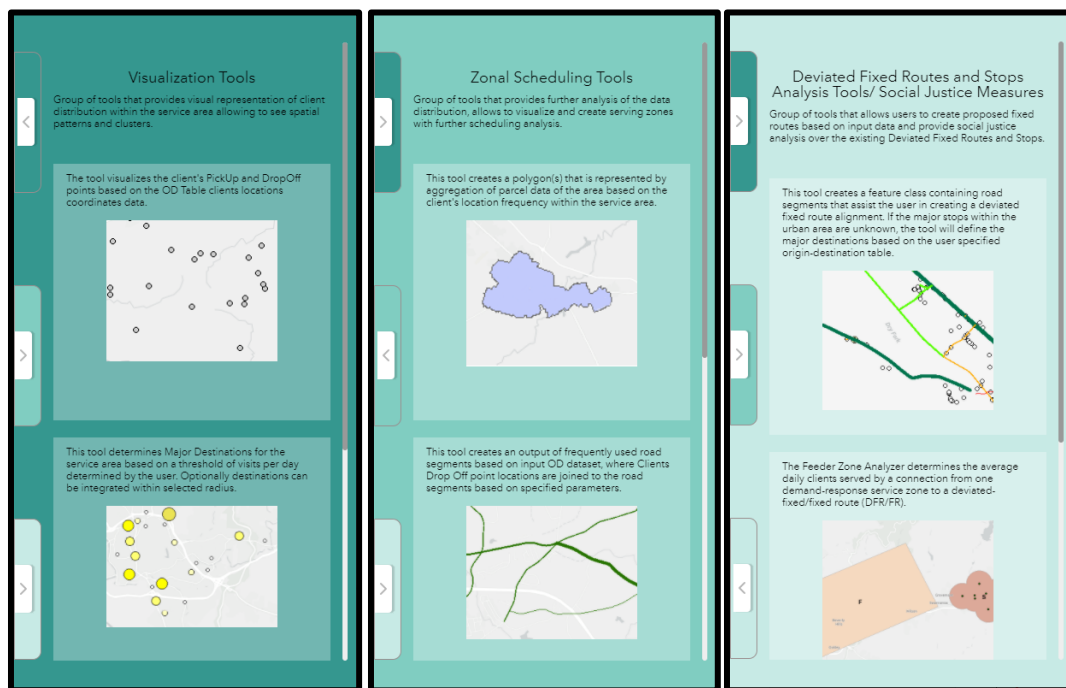 Visualization Tools
Group of tools that provides visual representation of client
distribution within the service area allowing to see spatial
patterns and clusters.
The tool visualizes the client's PickUp and DropOff
points based on the OD Table clients locations
coordinates data.
This tool determines Major Destinations for the
service area based on a threshold of visits per day
determined by the user. Optionally destinations can
be integrated within selected radius.
Zonal Scheduling Tools
Group of tools that provides further analysis of the data
distribution, allows to visualize and create serving zones
with further scheduling analysis.
This tool creates a polygon(s) that is represented by
aggregation of parcel data of the area based on the
client's location frequency within the service area.
This tool creates an output of frequently used road
segments based on input OD dataset, where Clients
Drop Off point locations are joined to the road
segments based on specified parameters.
Deviated Fixed Routes and Stops
Analysis Tools/ Social Justice Measures
Group of tools that allows users to create proposed fixed
routes based on input data and provide social justice
analysis over the existing Deviated Fixed Routes and Stops.
This tool creates a feature class containing road
segments that assist the user in creating a deviated
fixed route alignment. If the major stops within the
urban area are unknown, the tool will define the
major destinations based on the user specified
origin-destination table.
The Feeder Zone Analyzer determines the average
daily clients served by a connection from one
demand-response service zone to a deviated-
fixed/fixed route (DFR/FR).
F